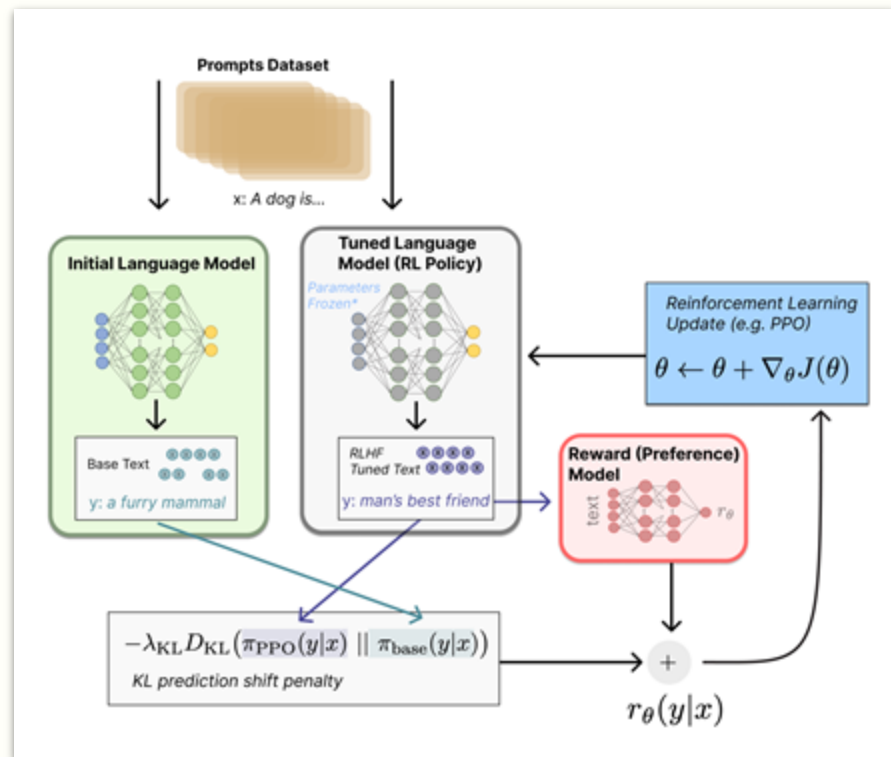 Prompts Dataset
x: A dog is...
Initial Language Model
Base Text
y: a furry mammal
Tuned Language
Model (RL Policy)
Parameters
Frozen*
RLHF
Tuned Text
y: man's best friend
Reinforcement Learning
Update (e.g. PPO)
θ ← θ + ∇θJ(θ)
Reward (Preference)
Model
text
rθ
−λKL DKL(πPPO(y|x) || πbase(y|x))
KL prediction shift penalty
+
rθ(y|x)